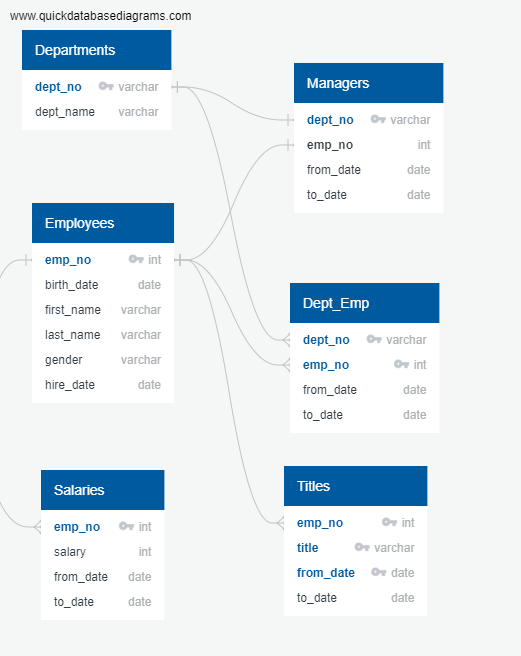 www.quickdatabasediagrams.com
Departments
dept_no varchar
dept_name varchar
Managers
dept_no varchar
emp_no int
from_date date
to_date date
Employees
emp_no int
birth_date date
first_name varchar
last_name varchar
gender varchar
hire_date date
Dept_Emp
dept_no varchar
emp_no int
from_date date
to_date date
Salaries
emp_no int
salary int
from_date date
to_date date
Titles
emp_no int
title varchar
from_date date
to_date date